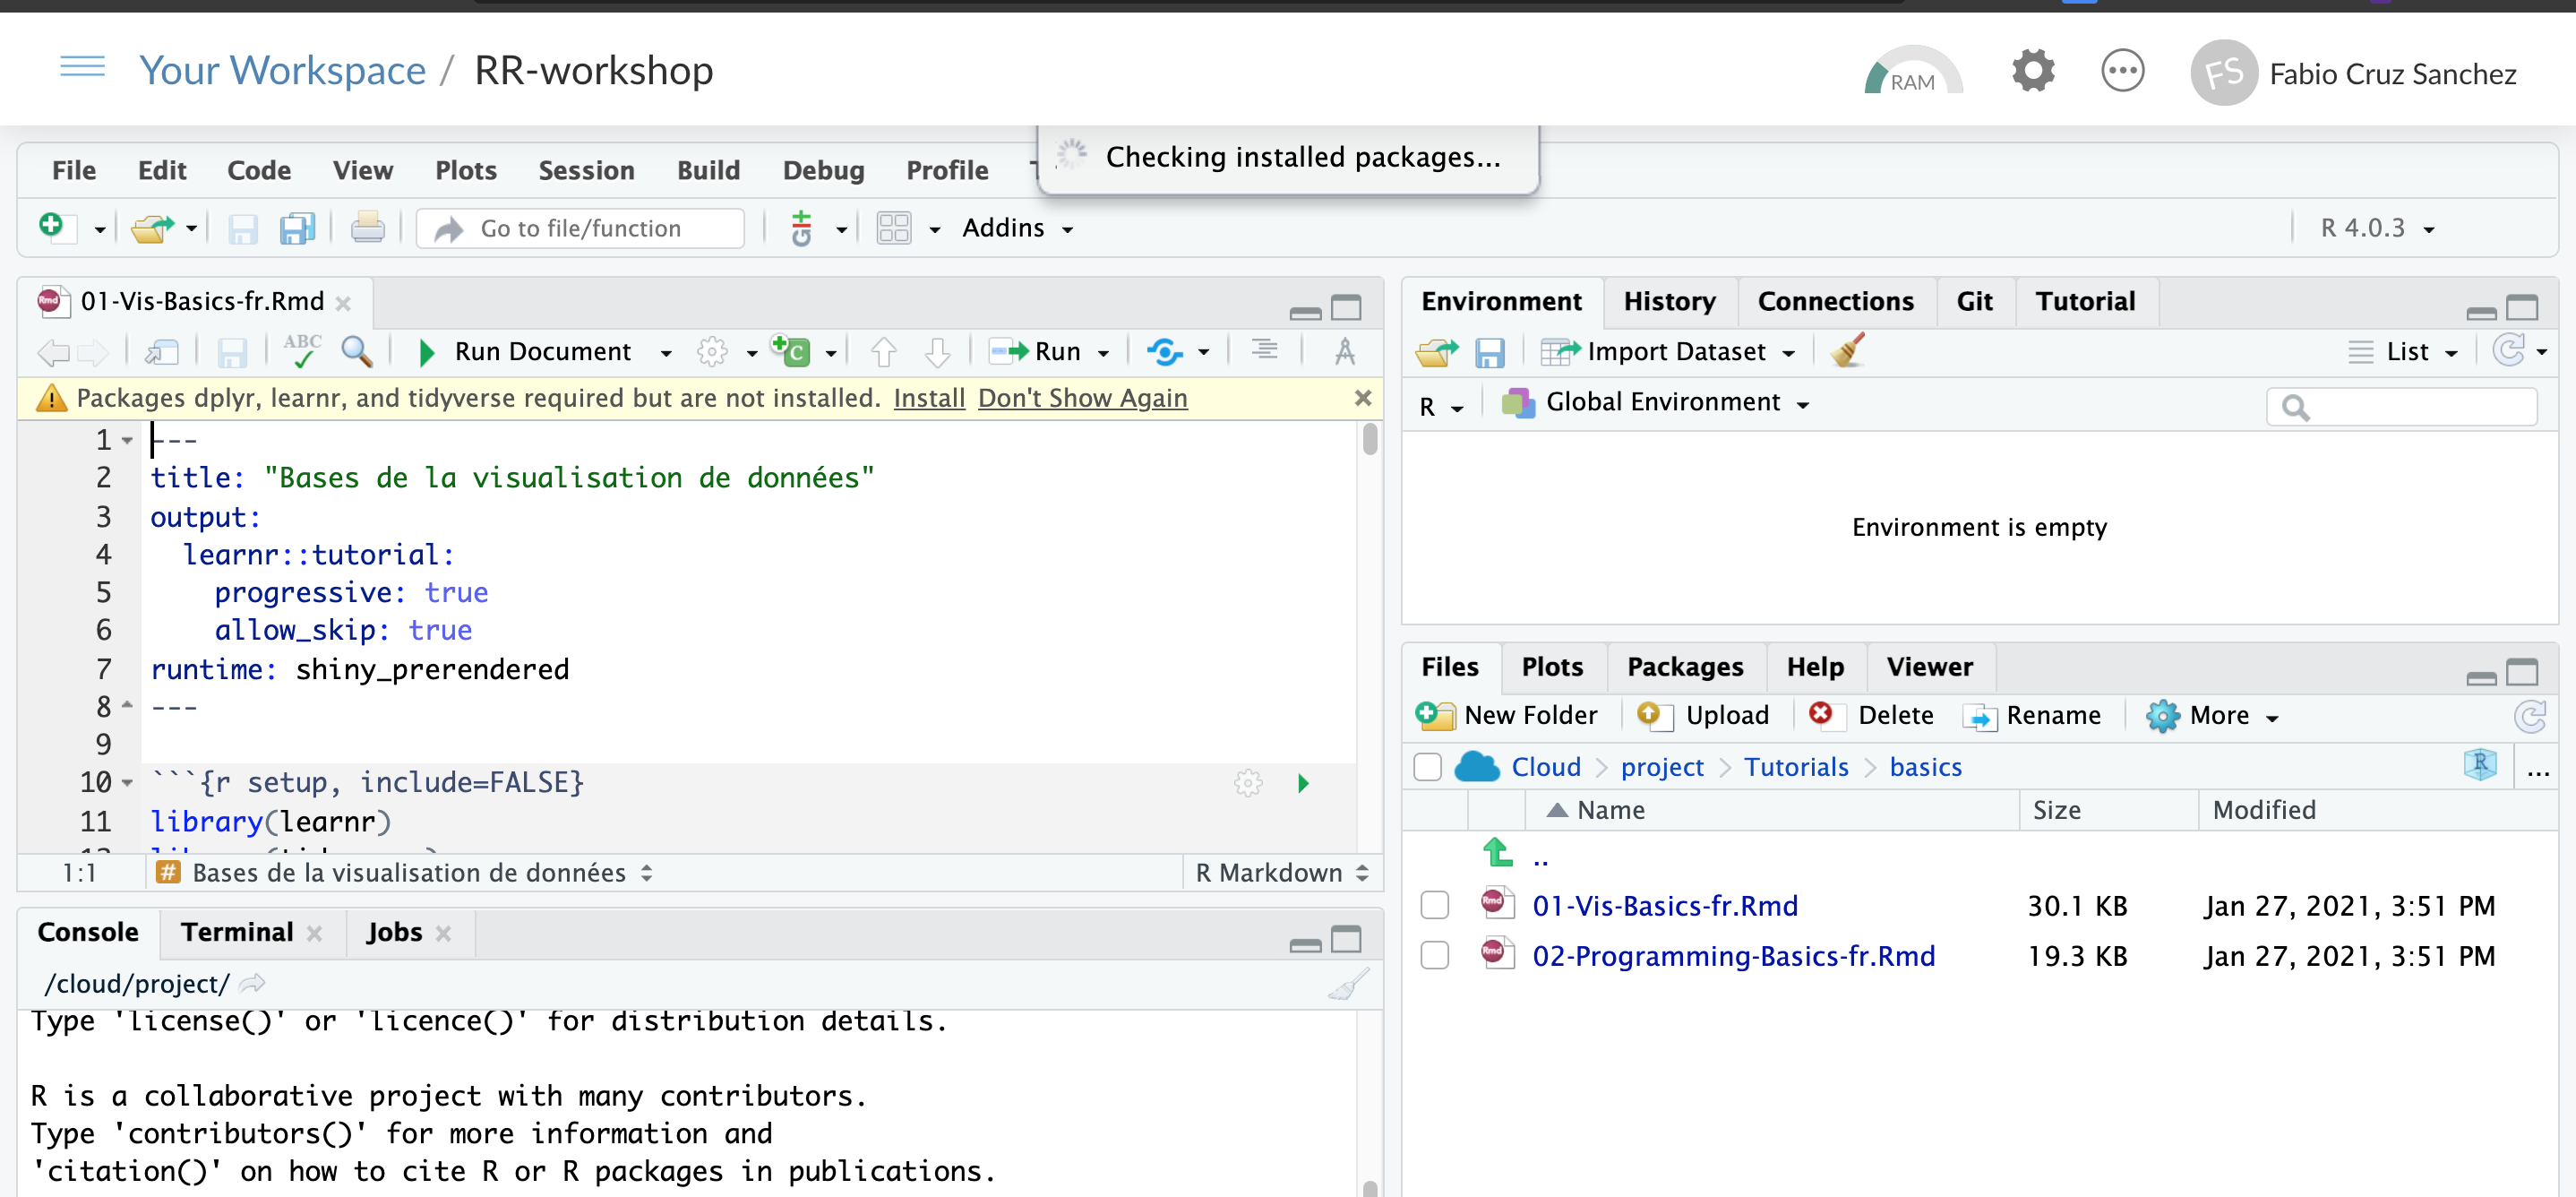 Your Workspace / RR-workshop
RAM
FS
Fabio Cruz Sanchez
Checking installed packages...
File Edit Code View Plots Session Build Debug Profile
Go to file/function
Addins
R 4.0.3
01-Vis-Basics-fr.Rmd
ABC
Run Document
Run
Packages dplyr, learnr, and tidyverse required but are not installed. Install Don't Show Again
1 ---
2 title: "Bases de la visualisation de données"
3 output:
4   learnr::tutorial:
5     progressive: true
6     allow_skip: true
7 runtime: shiny_prerendered
8 ---
9
10 ```{r setup, include=FALSE}
11 library(learnr)
1:1
# Bases de la visualisation de données
R Markdown
Console Terminal Jobs
/cloud/project/
Type 'license()' or 'licence()' for distribution details.
R is a collaborative project with many contributors.
Type 'contributors()' for more information and
'citation()' on how to cite R or R packages in publications.
Environment History Connections Git Tutorial
Import Dataset
List
R
Global Environment
Environment is empty
Files Plots Packages Help Viewer
New Folder Upload Delete Rename More
Cloud > project > Tutorials > basics
R
...
Name Size Modified
..
01-Vis-Basics-fr.Rmd 30.1 KB Jan 27, 2021, 3:51 PM
02-Programming-Basics-fr.Rmd 19.3 KB Jan 27, 2021, 3:51 PM